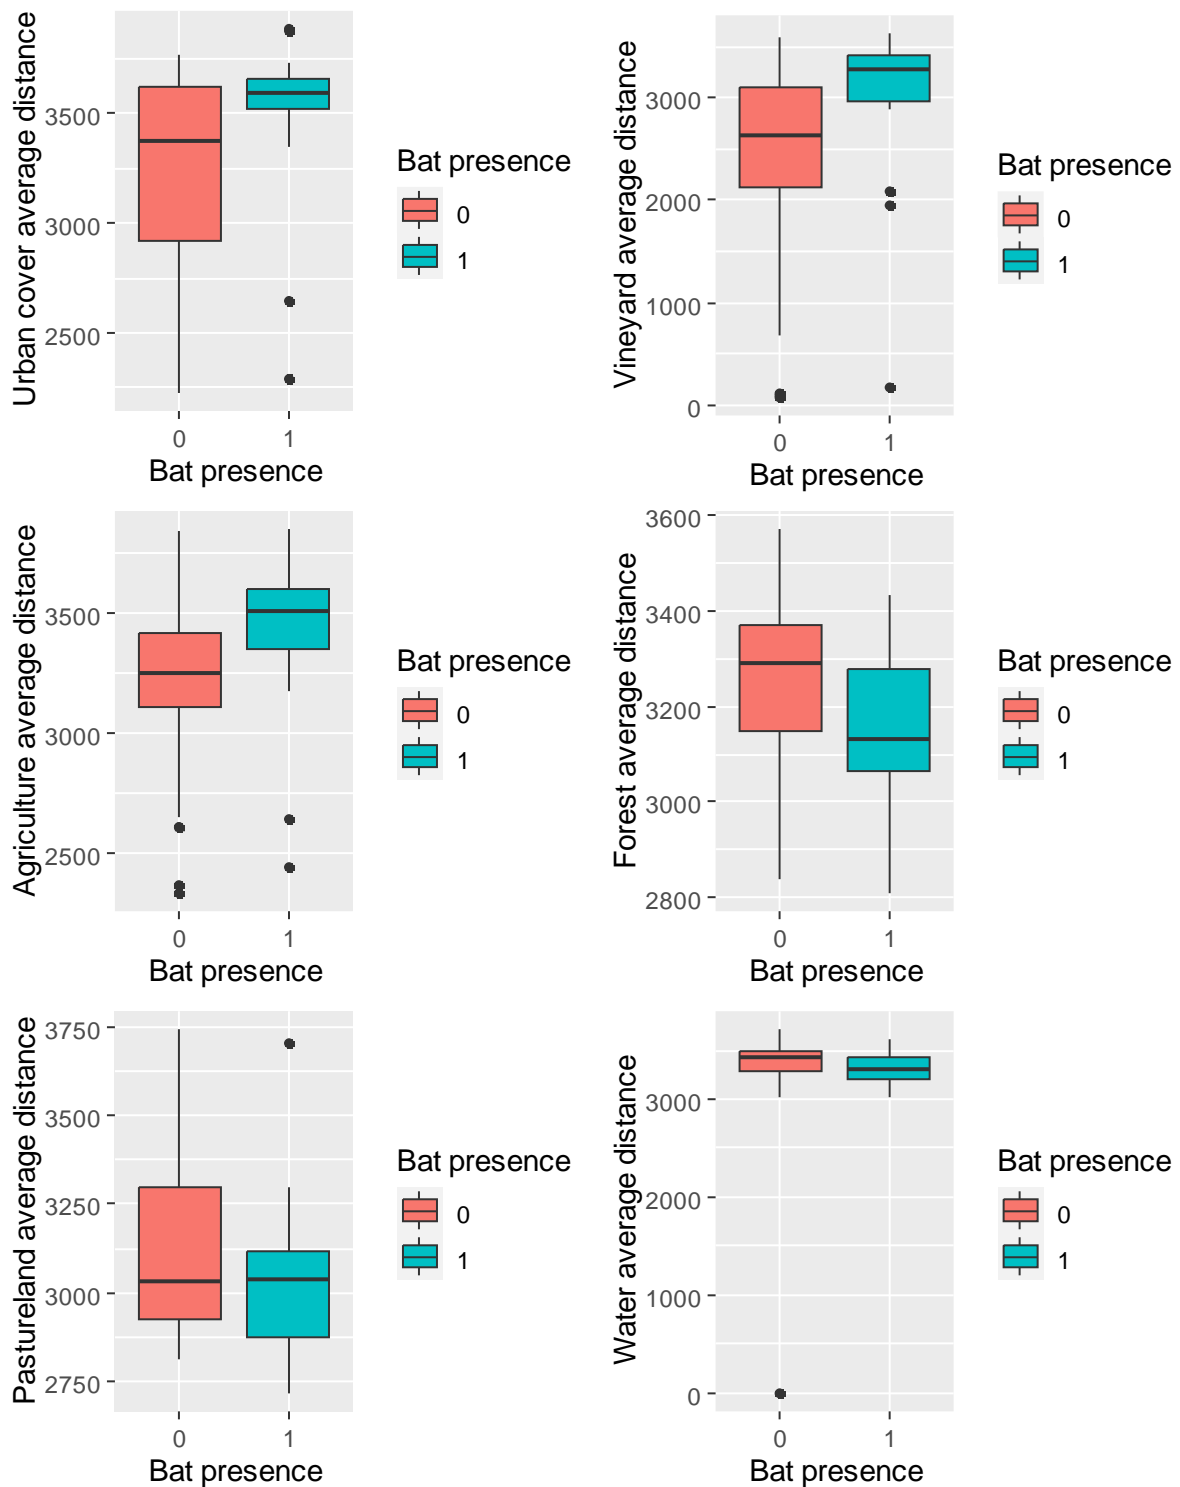 Urban cover average distance
3500
3000
2500
0 1
Bat presence
Bat presence
0
1
Vineyard average distance
3000
2000
1000
0
0 1
Bat presence
Bat presence
0
1
Agriculture average distance
3500
3000
2500
0 1
Bat presence
Bat presence
0
1
Forest average distance
3600
3400
3200
3000
2800
0 1
Bat presence
Bat presence
0
1
Pastureland average distance
3750
3500
3250
3000
2750
0 1
Bat presence
Bat presence
0
1
Water average distance
3000
2000
1000
0
0 1
Bat presence
Bat presence
0
1